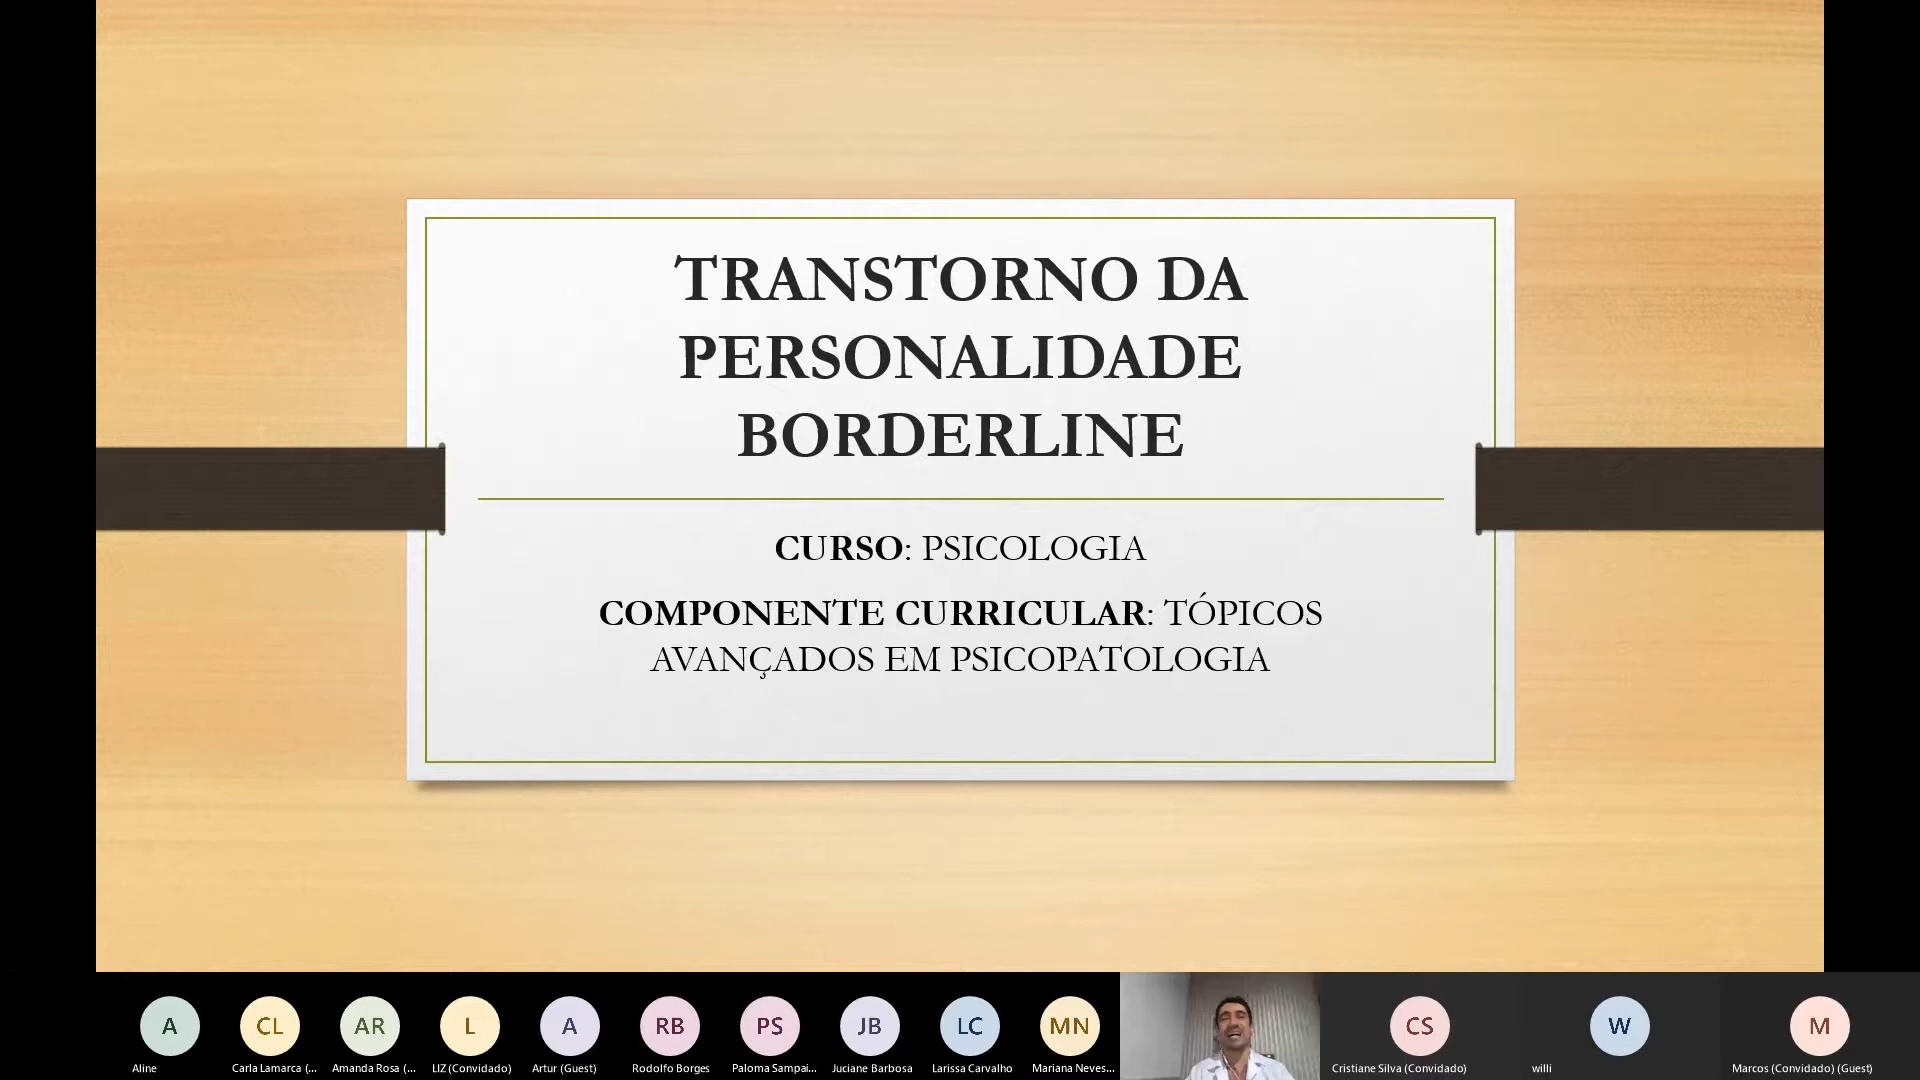 TRANSTORNO DA
PERSONALIDADE
BORDERLINE
CURSO: PSICOLOGIA
COMPONENTE CURRICULAR: TÓPICOS
AVANÇADOS EM PSICOPATOLOGIA
A
CL
AR
L
A
RB
PS
JB
LC
MN
CS
W
M
Aline
Carla Lamarca (...
Amanda Rosa (...
LIZ (Convidado)
Artur (Guest)
Rodolfo Borges
Paloma Sampai...
Juciane Barbosa
Larissa Carvalho
Mariana Neves...
Cristiane Silva (Convidado)
willi
Marcos (Convidado) (Guest)